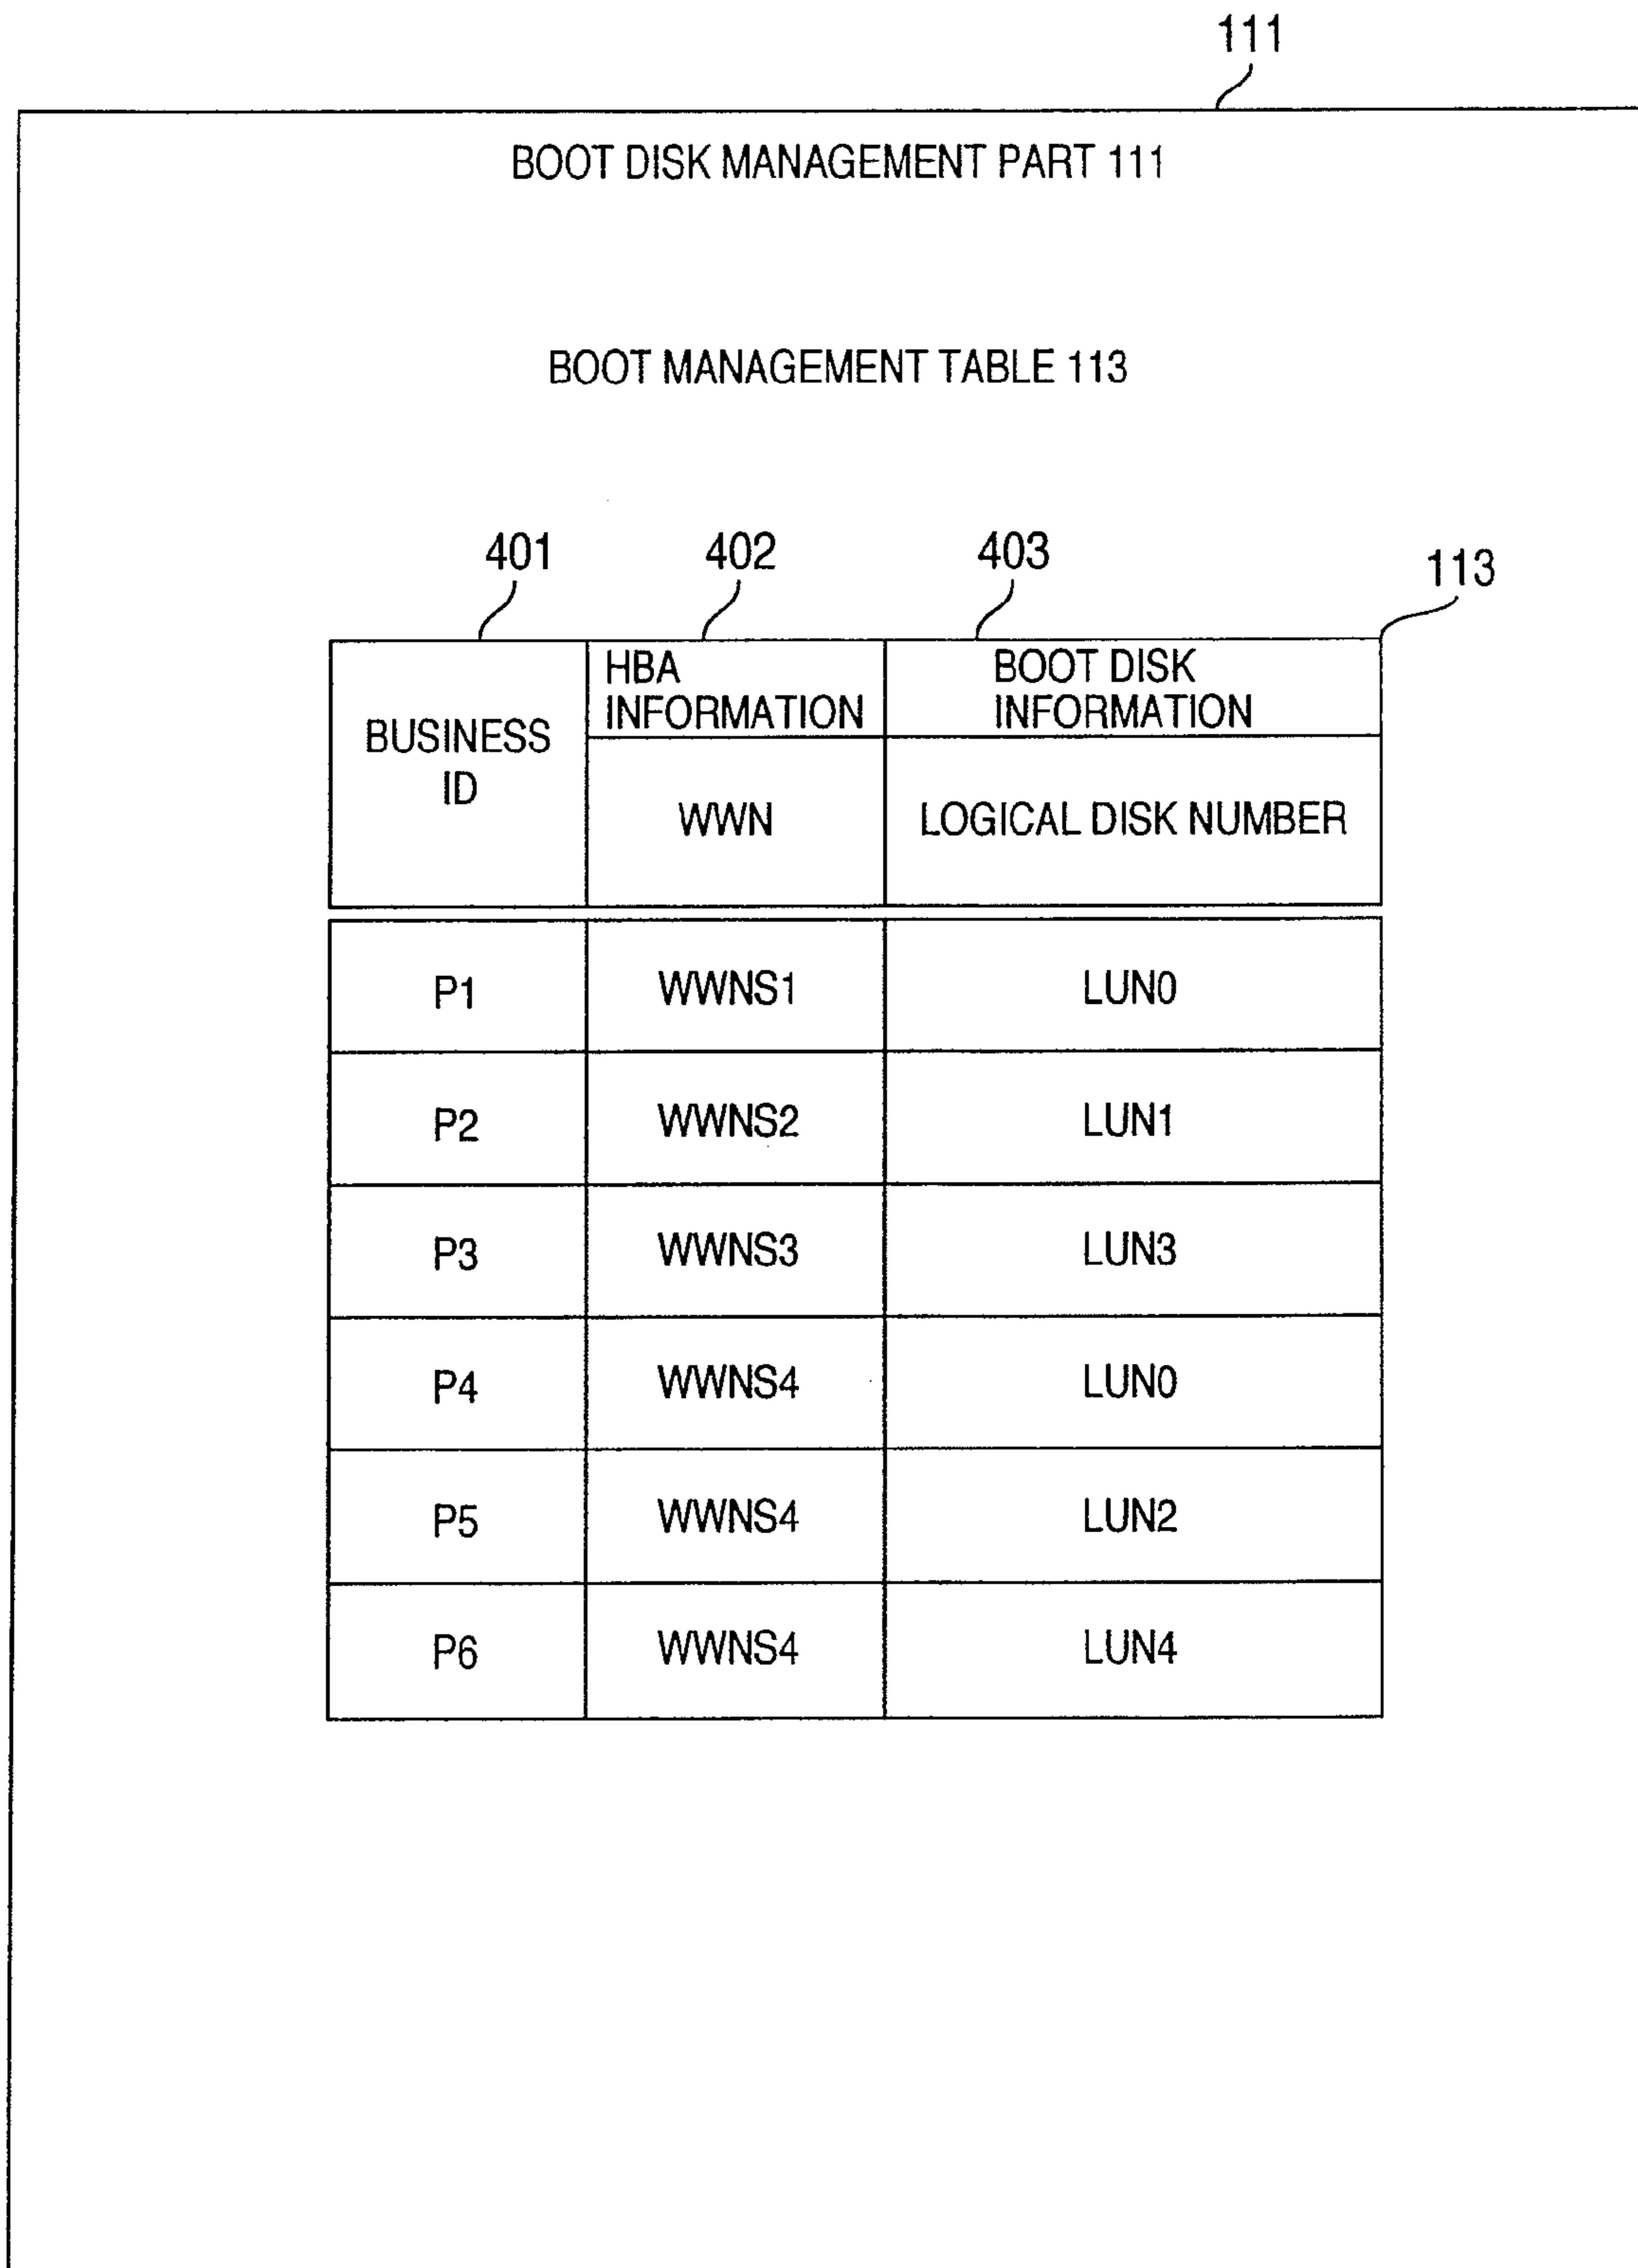 111
BOOT DISK MANAGEMENT PART 111
BOOT MANAGEMENT TABLE 113
401 402 403 113
BUSINESS
ID
HBA
INFORMATION
BOOT DISK
INFORMATION
WWN LOGICAL DISK NUMBER
P1 WWNS1 LUN0
P2 WWNS2 LUN1
P3 WWNS3 LUN3
P4 WWNS4 LUN0
P5 WWNS4 LUN2
P6 WWNS4 LUN4